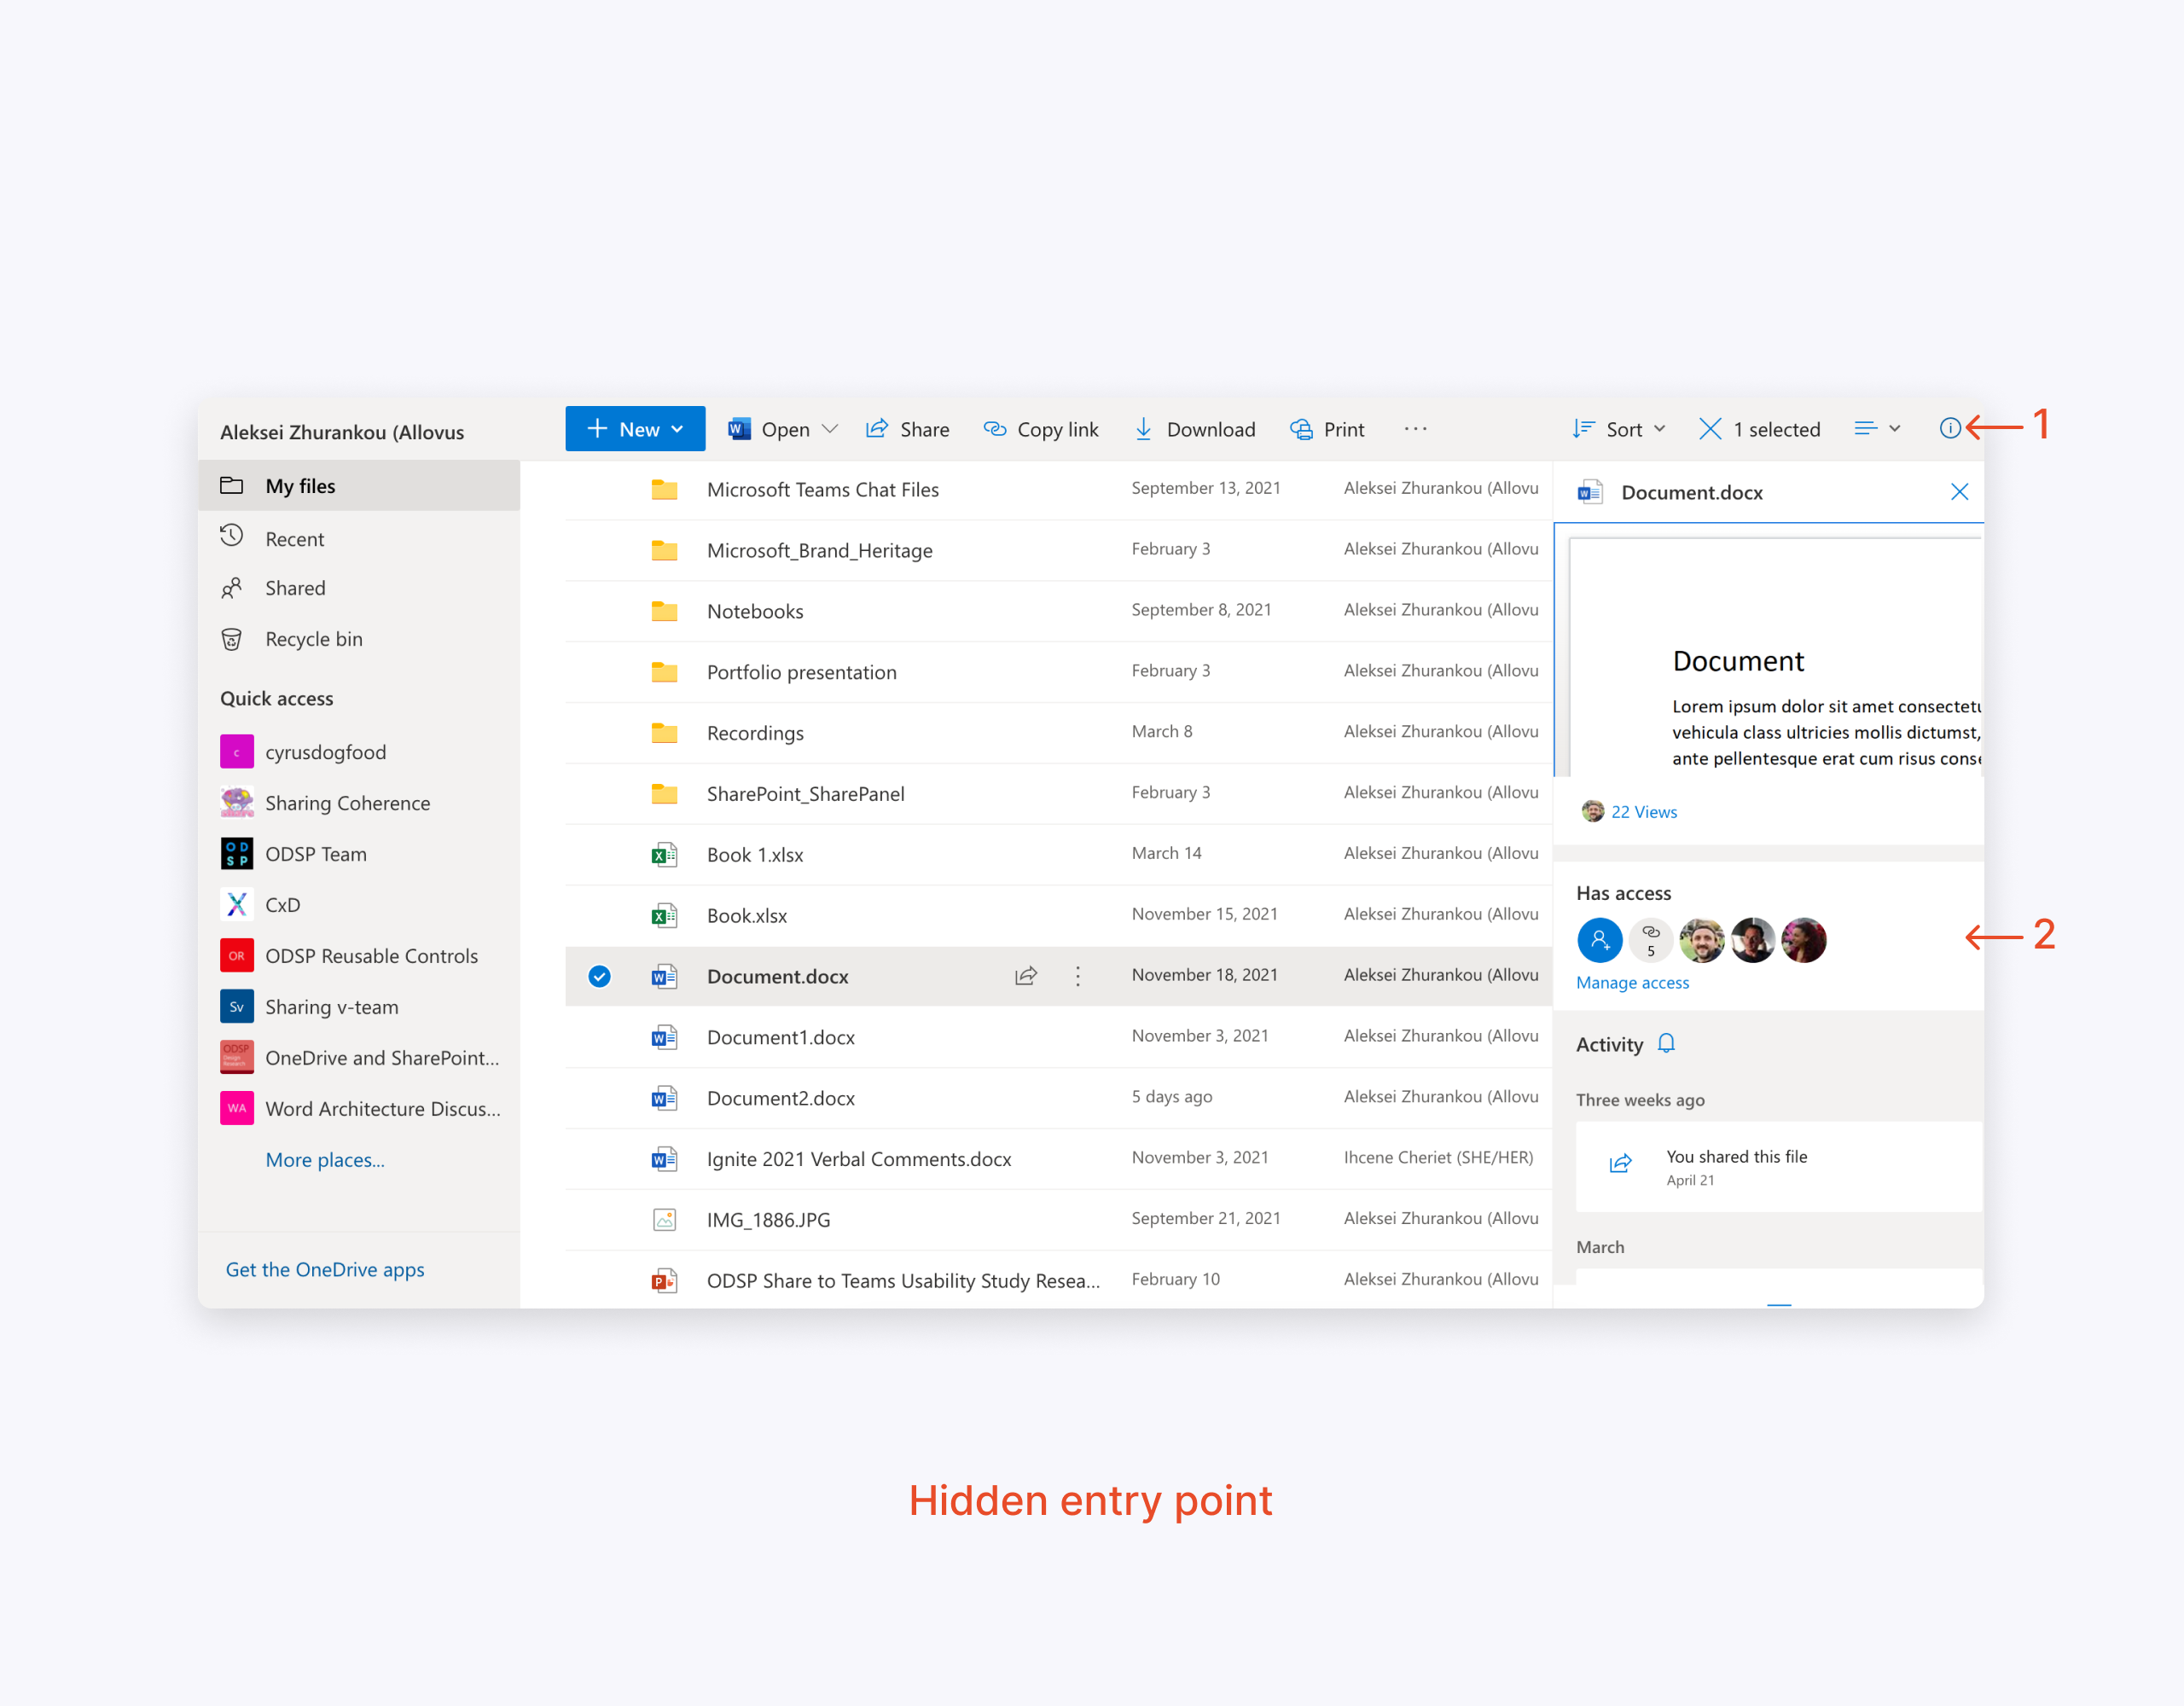 Aleksei Zhurankou (Allovus
New
Open
Share
Copy link
Download
Print
Sort
1 selected
1
My files
Recent
Shared
Recycle bin
Quick access
c
cyrusdogfood
Sharing Coherence
OD
SP
ODSP Team
CxD
OR
ODSP Reusable Controls
Sv
Sharing v-team
ODSP
Design
Research
OneDrive and SharePoint...
WA
Word Architecture Discus...
More places...
Get the OneDrive apps
Microsoft Teams Chat Files September 13, 2021 Aleksei Zhurankou (Allovu
Microsoft_Brand_Heritage February 3 Aleksei Zhurankou (Allovu
Notebooks September 8, 2021 Aleksei Zhurankou (Allovu
Portfolio presentation February 3 Aleksei Zhurankou (Allovu
Recordings March 8 Aleksei Zhurankou (Allovu
SharePoint_SharePanel February 3 Aleksei Zhurankou (Allovu
Book 1.xlsx March 14 Aleksei Zhurankou (Allovu
Book.xlsx November 15, 2021 Aleksei Zhurankou (Allovu
Document.docx November 18, 2021 Aleksei Zhurankou (Allovu
Document1.docx November 3, 2021 Aleksei Zhurankou (Allovu
Document2.docx 5 days ago Aleksei Zhurankou (Allovu
Ignite 2021 Verbal Comments.docx November 3, 2021 Ihcene Cheriet (SHE/HER)
IMG_1886.JPG September 21, 2021 Aleksei Zhurankou (Allovu
ODSP Share to Teams Usability Study Resea... February 10 Aleksei Zhurankou (Allovu
Document.docx
Document
Lorem ipsum dolor sit amet consectetu
vehicula class ultricies mollis dictumst,
ante pellentesque erat cum risus conse
22 Views
Has access
5
2
Manage access
Activity
Three weeks ago
You shared this file
April 21
March
Hidden entry point